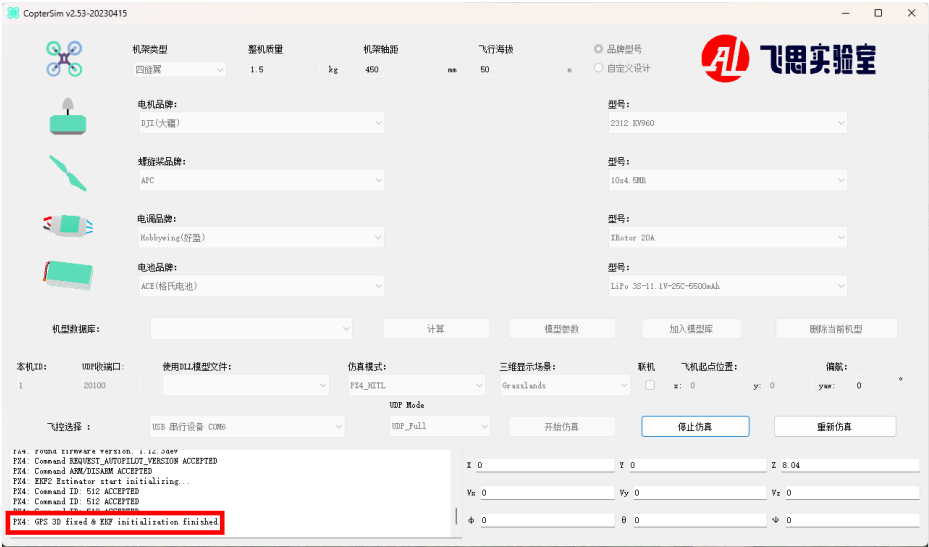 CopterSim v2.53-20230415
机架类型 整机质量 机架轴距 飞行海拔 品牌型号
四旋翼 1.5 kg 450 mm 50 m 自定义设计
飞思实验室
电机品牌: 型号:
DJI(大疆) 2312 KV960
螺旋桨品牌: 型号:
APC 10x4.5MR
电调品牌: 型号:
Hobbywing(好盈) XRotor 20A
电池品牌: 型号:
ACE(格氏电池) LiPo 3S-11.1V-25C-5500mAh
机型数据库: 计算 模型参数 加入模型库 删除当前机型
本机ID: UDP收端口: 使用DLL模型文件: 仿真模式: 三维显示场景: 联机 飞机起点位置: 偏航:
1 20100 PX4_HITL Grasslands x: 0 y: 0 yaw: 0 °
UDP Mode
飞控选择 : USB 串行设备 COM6 UDP_Full 开始仿真 停止仿真 重新仿真
PX4: Found firmware version: 1.12.3dev
PX4: Command REQUEST_AUTOPILOT_VERSION ACCEPTED
PX4: Command ARM/DISARM ACCEPTED
PX4: EKF2 Estimator start initializing...
PX4: Command ID: 512 ACCEPTED
PX4: Command ID: 512 ACCEPTED
PX4: Command ID: 512 ACCEPTED
PX4: GPS 3D fixed & EKF initialization finished.
X 0 Y 0 Z 8.04
Vx 0 Vy 0 Vz 0
ϕ 0 θ 0 ψ 0